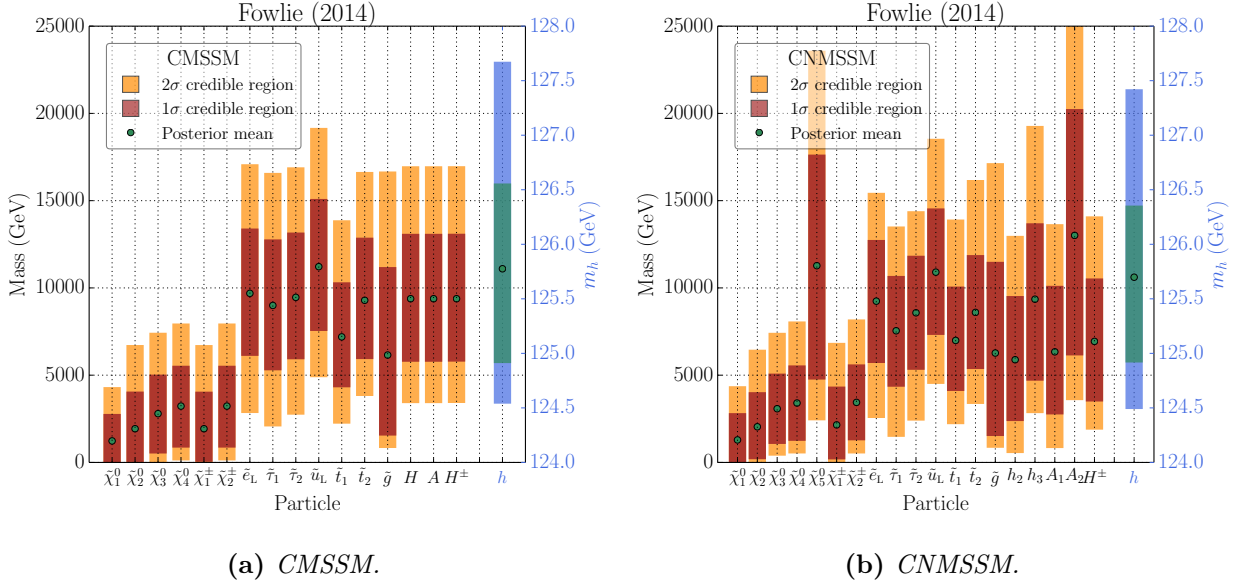 Fowlie (2014)
25000
20000
15000
10000
5000
0
Mass (GeV)
CMSSM
2σ credible region
1σ credible region
Posterior mean
128.0
127.5
127.0
126.5
126.0
125.5
125.0
124.5
124.0
m_h (GeV)
χ̃⁰₁ χ̃⁰₂ χ̃⁰₃ χ̃⁰₄ χ̃±₁ χ̃±₂ ẽ_L τ̃₁ τ̃₂ ũ_L t̃₁ t̃₂ g̃ H A H± h
Particle
(a) CMSSM.
Fowlie (2014)
25000
20000
15000
10000
5000
0
Mass (GeV)
CNMSSM
2σ credible region
1σ credible region
Posterior mean
128.0
127.5
127.0
126.5
126.0
125.5
125.0
124.5
124.0
m_h (GeV)
χ̃⁰₁ χ̃⁰₂ χ̃⁰₃ χ̃⁰₄ χ̃⁰₅ χ̃±₁ χ̃±₂ ẽ_L τ̃₁ τ̃₂ ũ_L t̃₁ t̃₂ g̃ h₂ h₃ A₁ A₂ H± h
Particle
(b) CNMSSM.